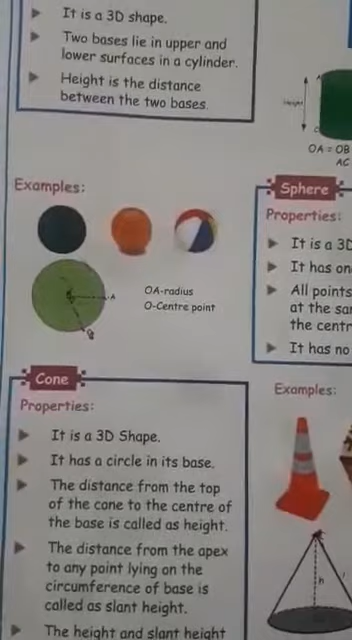 It is a 3D shape.
Two bases lie in upper and
lower surfaces in a cylinder.
Height is the distance
between the two bases.
Height
OA = OB
AC
Examples:
OA-radius
O-Centre point
A
Sphere
Properties:
It is a 3D
It has on
All points
at the sa
the centr
It has no
Cone
Properties:
It is a 3D Shape.
It has a circle in its base.
The distance from the top
of the cone to the centre of
the base is called as height.
The distance from the apex
to any point lying on the
circumference of base is
called as slant height.
The height and slant height
Examples:
h
l